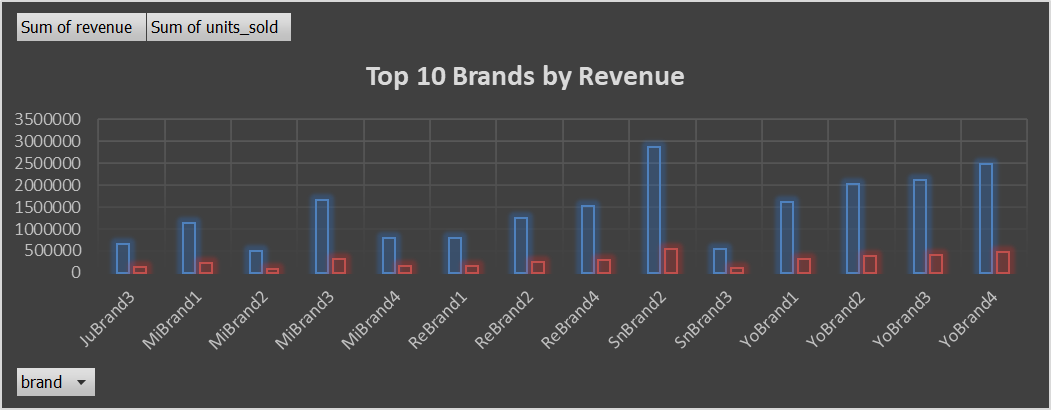 Sum of revenue Sum of units_sold
Top 10 Brands by Revenue
3500000
3000000
2500000
2000000
1500000
1000000
500000
0
JuBrand3 MiBrand1 MiBrand2 MiBrand3 MiBrand4 ReBrand1 ReBrand2 ReBrand4 SnBrand2 SnBrand3 YoBrand1 YoBrand2 YoBrand3 YoBrand4
brand